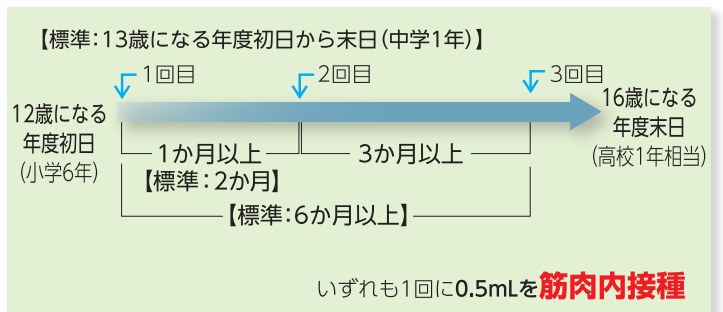 【標準：13歳になる年度初日から末日（中学1年）】
1回目
2回目
3回目
12歳になる
年度初日
（小学6年）
16歳になる
年度末日
（高校1年相当）
1か月以上
3か月以上
【標準：2か月】
【標準：6か月以上】
いずれも1回に0.5mLを筋肉内接種